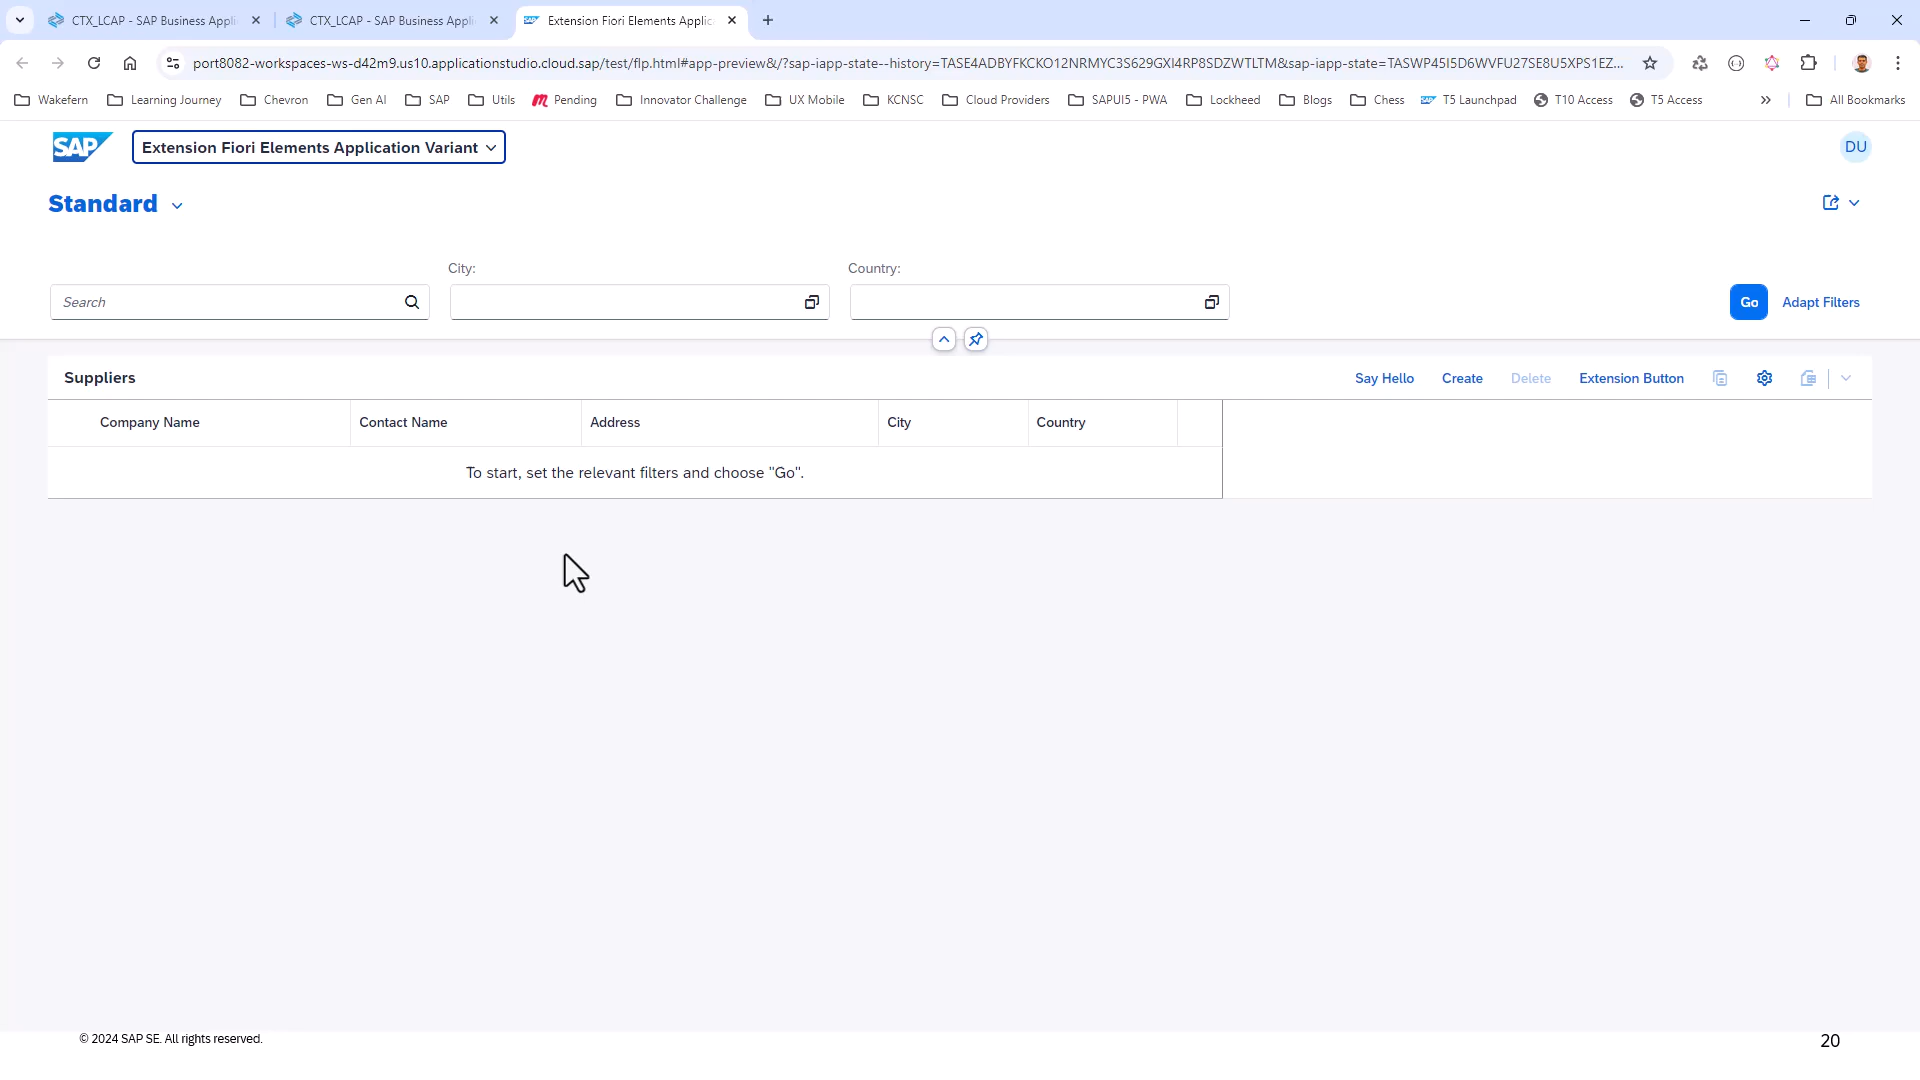 CTX_LCAP - SAP Business Appli
CTX_LCAP - SAP Business Appli
Extension Fiori Elements Applic
port8082-workspaces-ws-d42m9.us10.applicationstudio.cloud.sap/test/flp.html#app-preview&/?sap-iapp-state--history=TASE4ADBYFKCKO12NRMYC3S629GXI4RP8SDZWTLTM&sap-iapp-state=TASWP45I5D6WVFU27SE8U5XPS1EZ...
Wakefern
Learning Journey
Chevron
Gen AI
SAP
Utils
Pending
Innovator Challenge
UX Mobile
KCNSC
Cloud Providers
SAPUI5 - PWA
Lockheed
Blogs
Chess
T5 Launchpad
T10 Access
T5 Access
All Bookmarks
SAP
Extension Fiori Elements Application Variant
DU
Standard
City:
Country:
Search
Go
Adapt Filters
Suppliers
Say Hello
Create
Delete
Extension Button
Company Name
Contact Name
Address
City
Country
To start, set the relevant filters and choose "Go".
© 2024 SAP SE. All rights reserved.
20